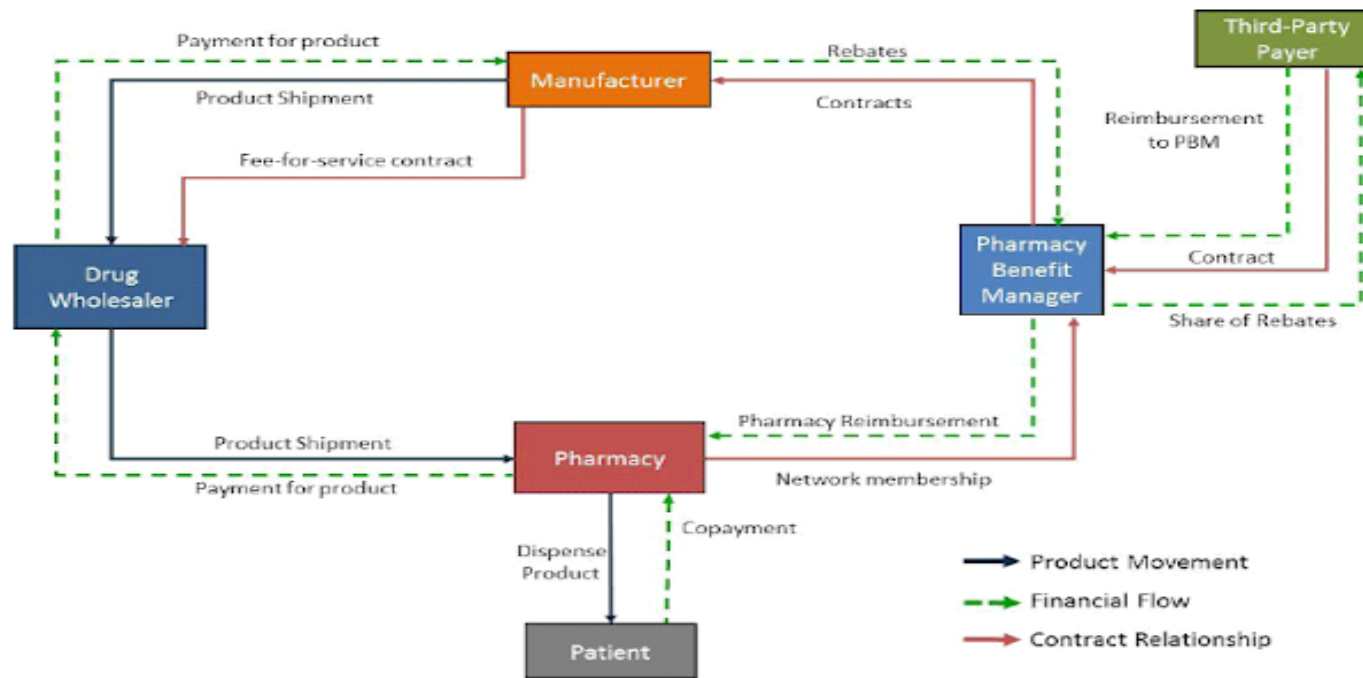 Payment for product
Rebates
Third-Party
Payer
Manufacturer
Product Shipment
Contracts
Reimbursement
to PBM
Fee-for-service contract
Drug
Wholesaler
Pharmacy
Benefit
Manager
Contract
Share of Rebates
Pharmacy Reimbursement
Product Shipment
Pharmacy
Payment for product
Network membership
Copayment
Dispense
Product
Product Movement
Financial Flow
Contract Relationship
Patient